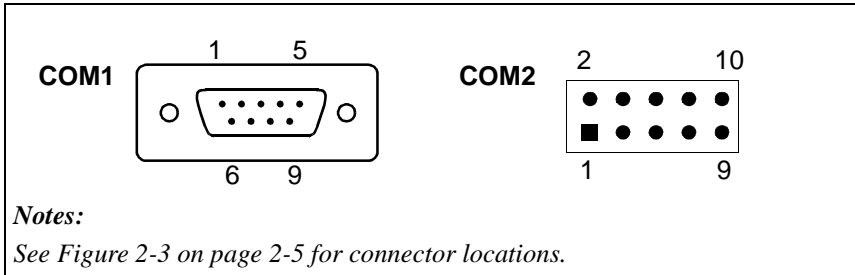 1 5
COM1
6 9
2 10
COM2
1 9
Notes:
See Figure 2-3 on page 2-5 for connector locations.